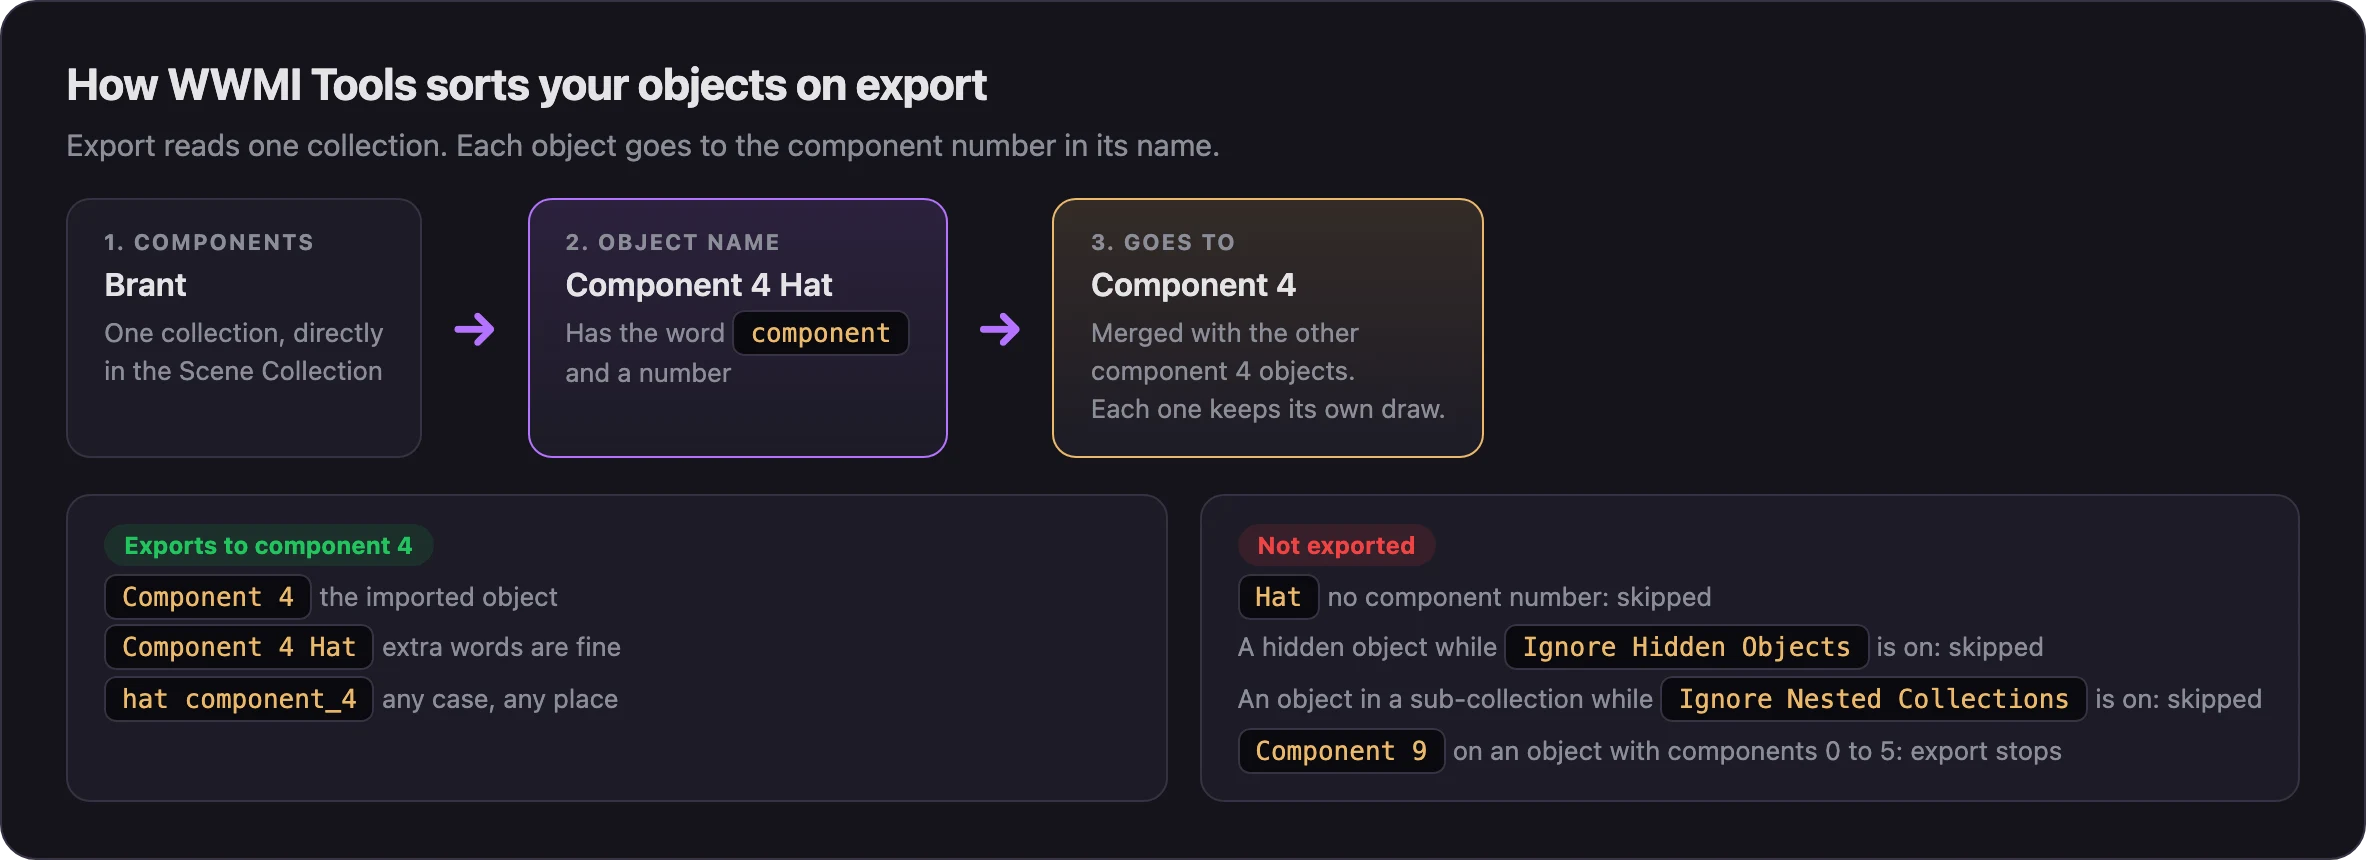 How WWMI Tools sorts your objects on export
Export reads one collection. Each object goes to the component number in its name.
1. COMPONENTS
Brant
One collection, directly
in the Scene Collection
2. OBJECT NAME
Component 4 Hat
Has the word component
and a number
3. GOES TO
Component 4
Merged with the other
component 4 objects.
Each one keeps its own draw.
Exports to component 4
Component 4 the imported object
Component 4 Hat extra words are fine
hat component_4 any case, any place
Not exported
Hat no component number: skipped
A hidden object while Ignore Hidden Objects is on: skipped
An object in a sub-collection while Ignore Nested Collections is on: skipped
Component 9 on an object with components 0 to 5: export stops